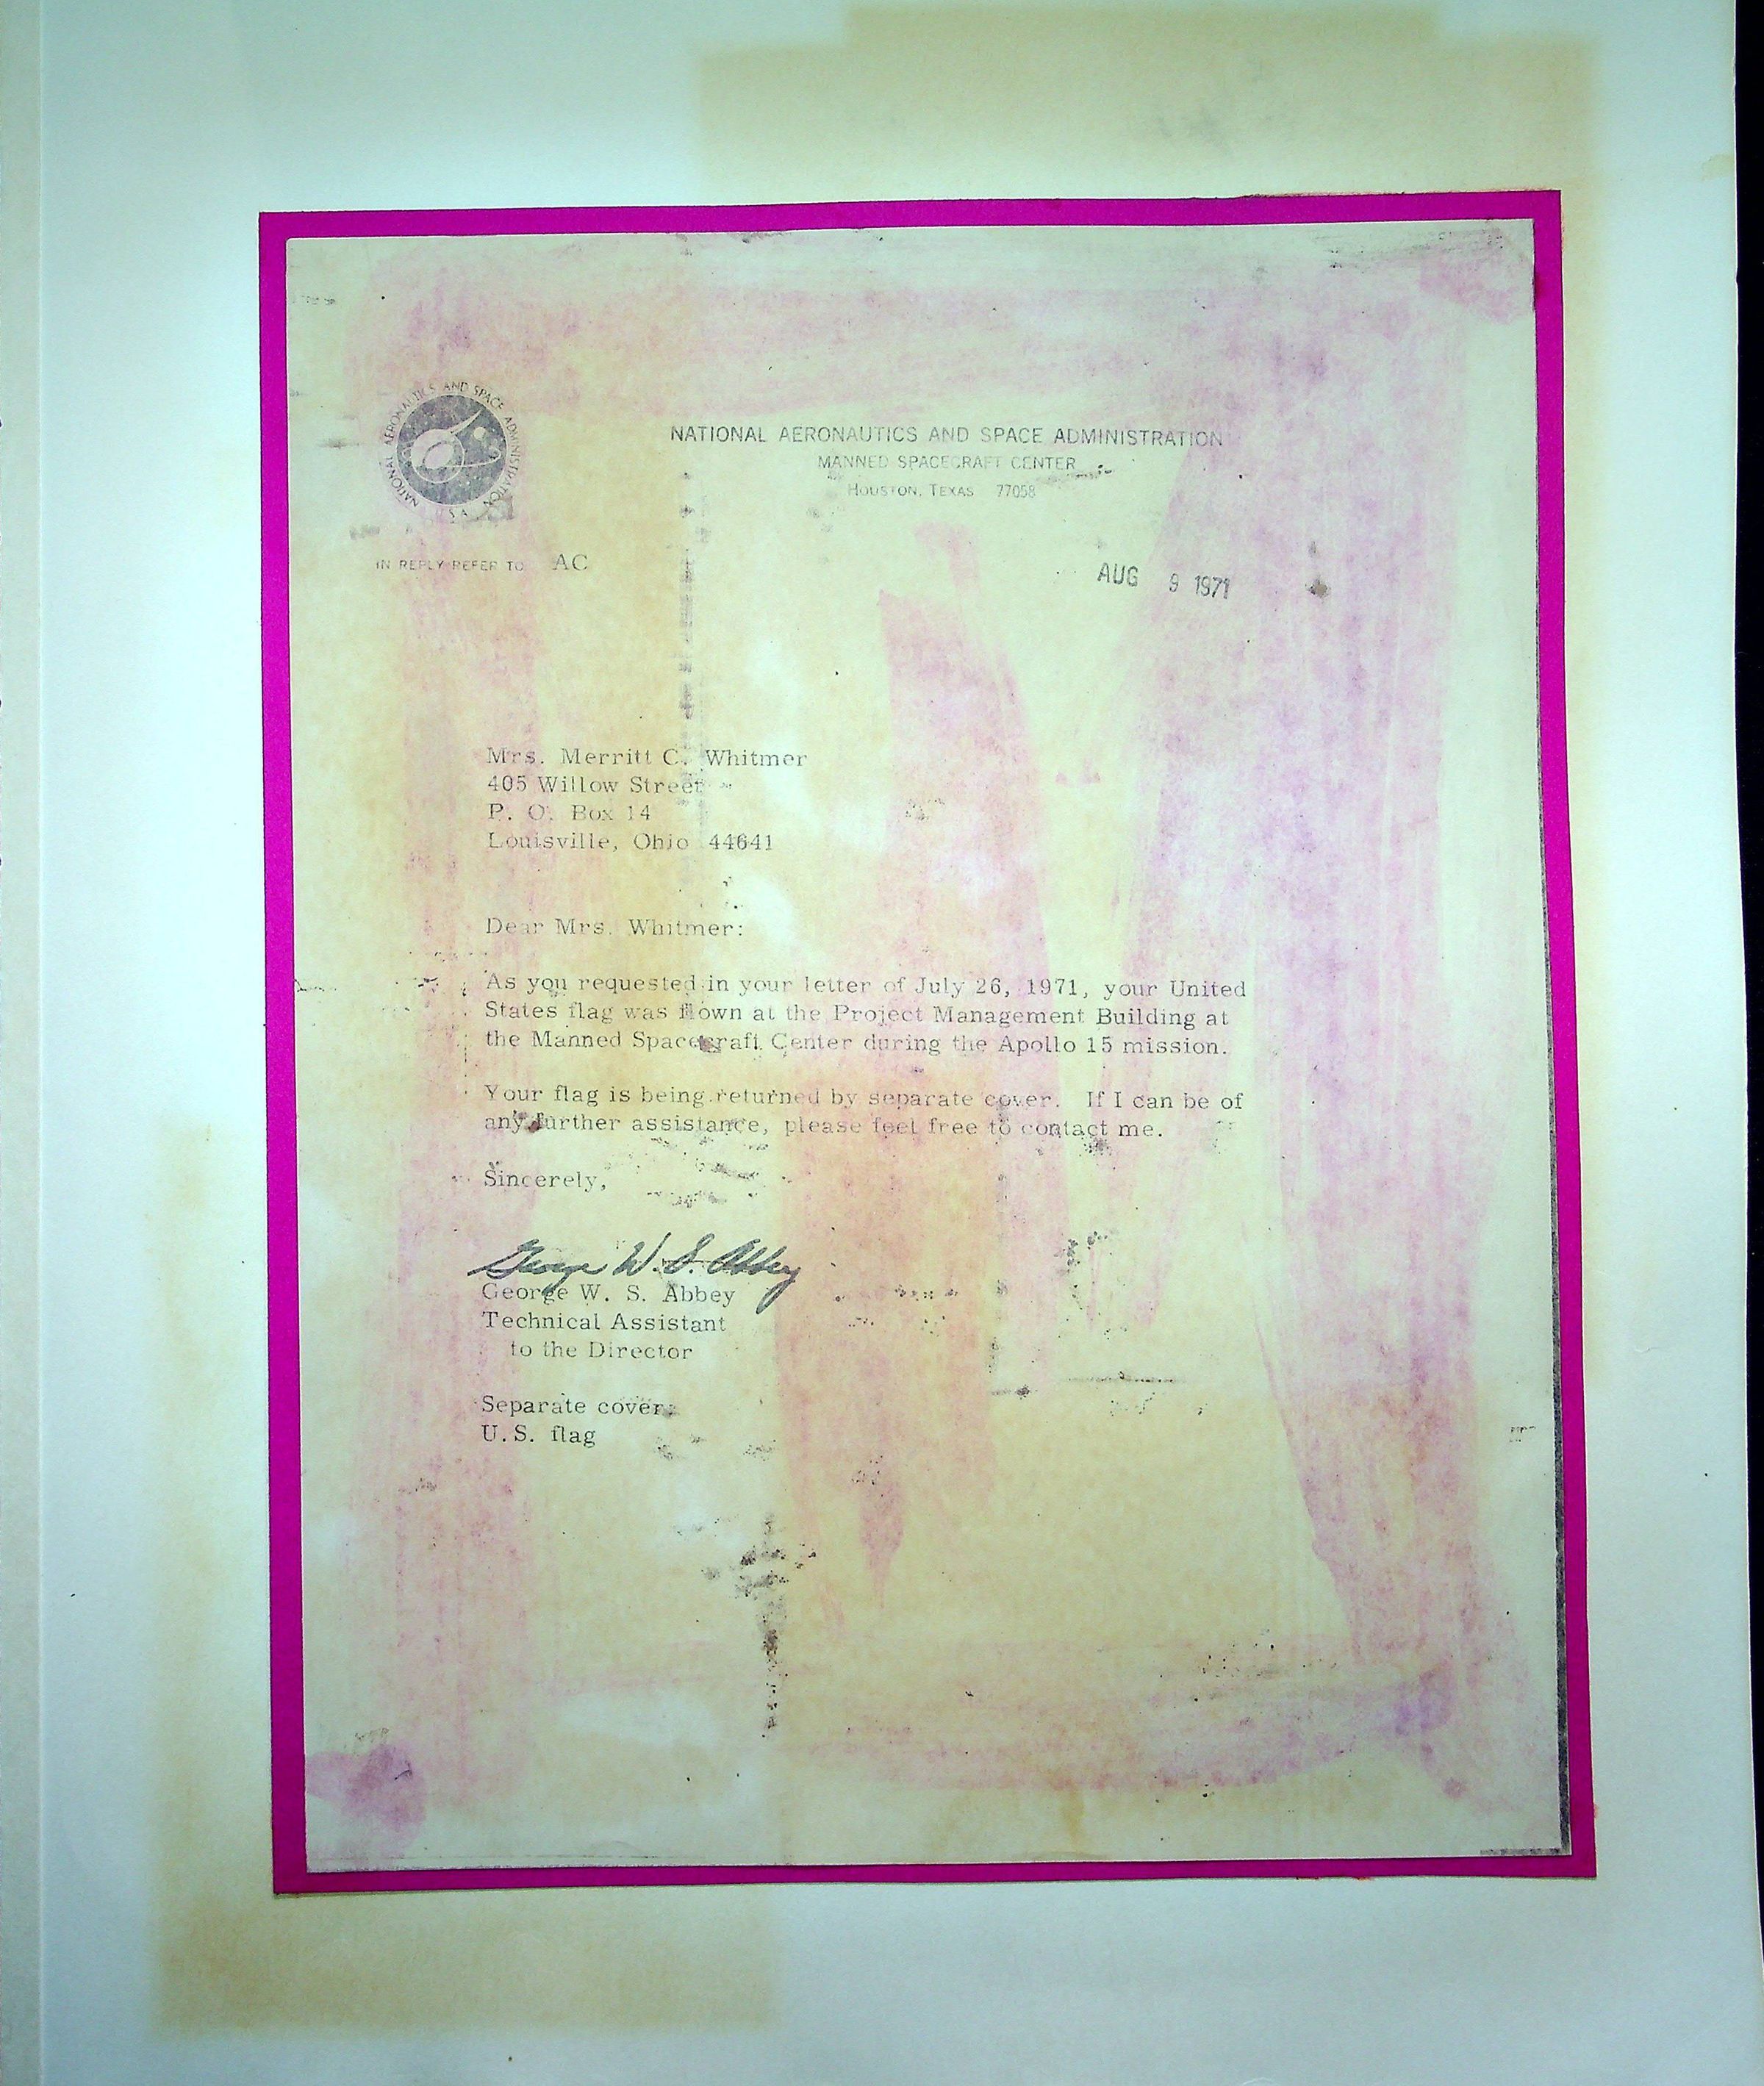 NATIONAL AERONAUTICS AND SPACE ADMINISTRATION
U.S.A.
NATIONAL AERONAUTICS AND SPACE ADMINISTRATION
MANNED SPACECRAFT CENTER
HOUSTON, TEXAS 77058
IN REPLY REFER TO AC
AUG 9 1971
Mrs. Merritt C. Whitmer
405 Willow Street
P. O. Box 14
Louisville, Ohio 44641
Dear Mrs. Whitmer:
As you requested in your letter of July 26, 1971, your United
States flag was flown at the Project Management Building at
the Manned Spacecraft Center during the Apollo 15 mission.
Your flag is being returned by separate cover. If I can be of
any further assistance, please feel free to contact me.
Sincerely,
George W. S. Abbey
George W. S. Abbey
Technical Assistant
to the Director
Separate cover:
U.S. flag